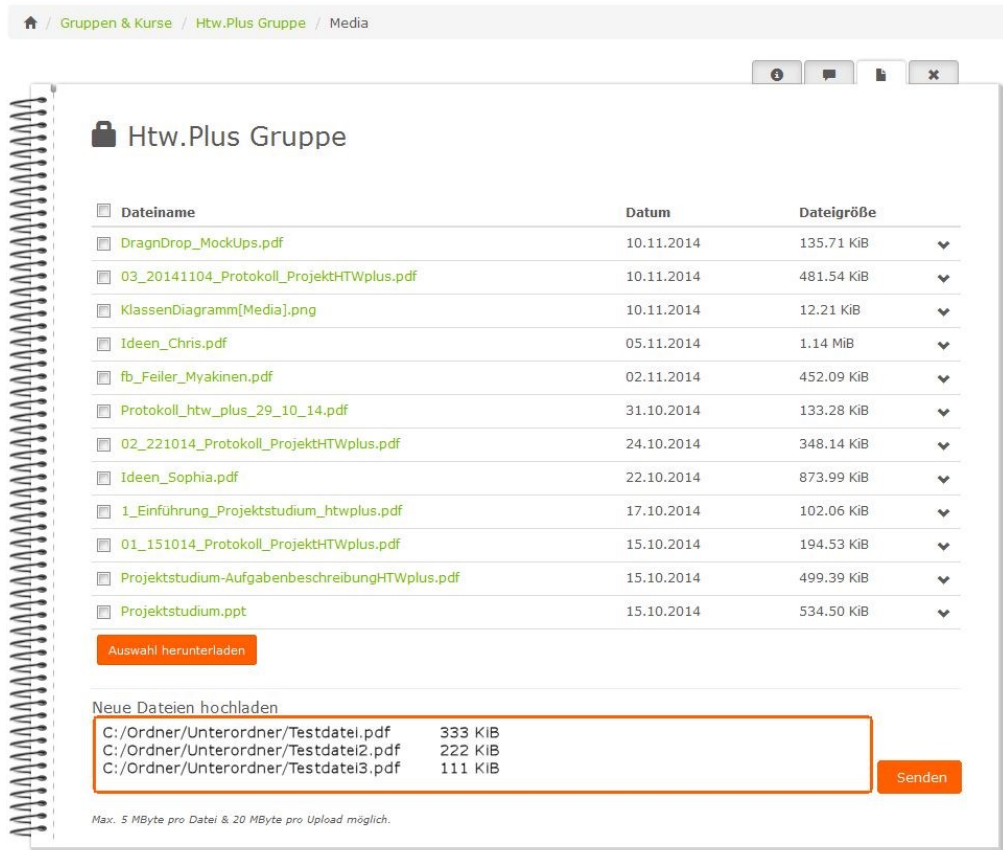 / Gruppen & Kurse / Htw.Plus Gruppe / Media
Htw.Plus Gruppe
Dateiname Datum Dateigröße
DragnDrop_MockUps.pdf 10.11.2014 135.71 KiB
03_20141104_Protokoll_ProjektHTWplus.pdf 10.11.2014 481.54 KiB
KlassenDiagramm[Media].png 10.11.2014 12.21 KiB
Ideen_Chris.pdf 05.11.2014 1.14 MiB
fb_Feiler_Myakinen.pdf 02.11.2014 452.09 KiB
Protokoll_htw_plus_29_10_14.pdf 31.10.2014 133.28 KiB
02_221014_Protokoll_ProjektHTWplus.pdf 24.10.2014 348.14 KiB
Ideen_Sophia.pdf 22.10.2014 873.99 KiB
1_Einführung_Projektstudium_htwplus.pdf 17.10.2014 102.06 KiB
01_151014_Protokoll_ProjektHTWplus.pdf 15.10.2014 194.53 KiB
Projektstudium-AufgabenbeschreibungHTWplus.pdf 15.10.2014 499.39 KiB
Projektstudium.ppt 15.10.2014 534.50 KiB
Auswahl herunterladen
Neue Dateien hochladen
C:/Ordner/Unterordner/Testdatei.pdf 333 KiB
C:/Ordner/Unterordner/Testdatei2.pdf 222 KiB
C:/Ordner/Unterordner/Testdatei3.pdf 111 KiB
Senden
Max. 5 MByte pro Datei & 20 MByte pro Upload möglich.